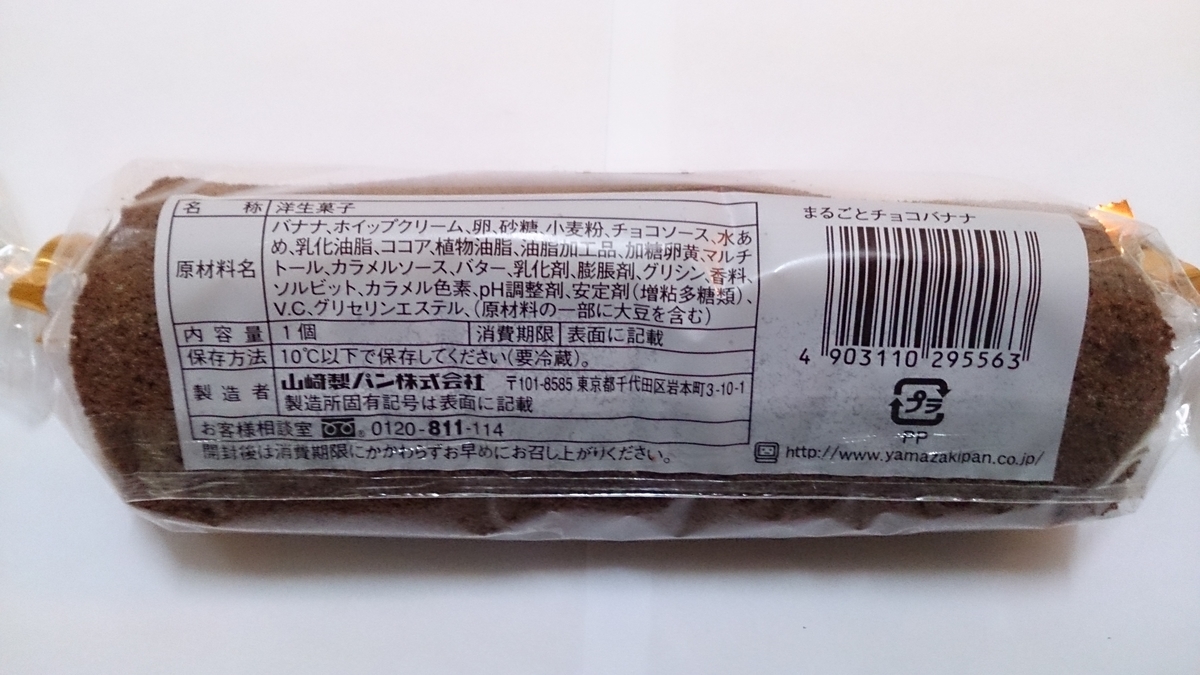 名 称 洋生菓子
原材料名 バナナ、ホイップクリーム、卵、砂糖、小麦粉、チョコソース、水あ
め、乳化油脂、ココア、植物油脂、油脂加工品、加糖卵黄、マルチ
トール、カラメルソース、バター、乳化剤、膨脹剤、グリシン、香料、
ソルビット、カラメル色素、pH調整剤、安定剤(増粘多糖類)、
V.C、グリセリンエステル、(原材料の一部に大豆を含む)
内容量 1個 消費期限 表面に記載
保存方法 10℃以下で保存してください(要冷蔵)。
製造者 山崎製パン株式会社 〒101-8585 東京都千代田区岩本町3-10-1
製造所固有記号は表面に記載
お客様相談室 0120-811-114
開封後は消費期限にかかわらずお早めにお召し上がりください。
まるごとチョコバナナ
4 903110 295563
プラ
PP
http://www.yamazakipan.co.jp/